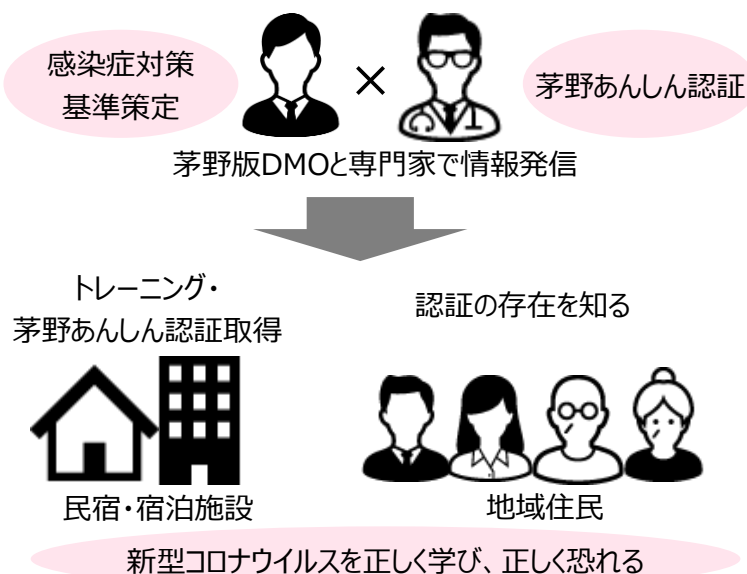 感染症対策
基準策定
×
茅野あんしん認証
茅野版DMOと専門家で情報発信
トレーニング・
茅野あんしん認証取得
認証の存在を知る
民宿・宿泊施設
地域住民
新型コロナウイルスを正しく学び、正しく恐れる